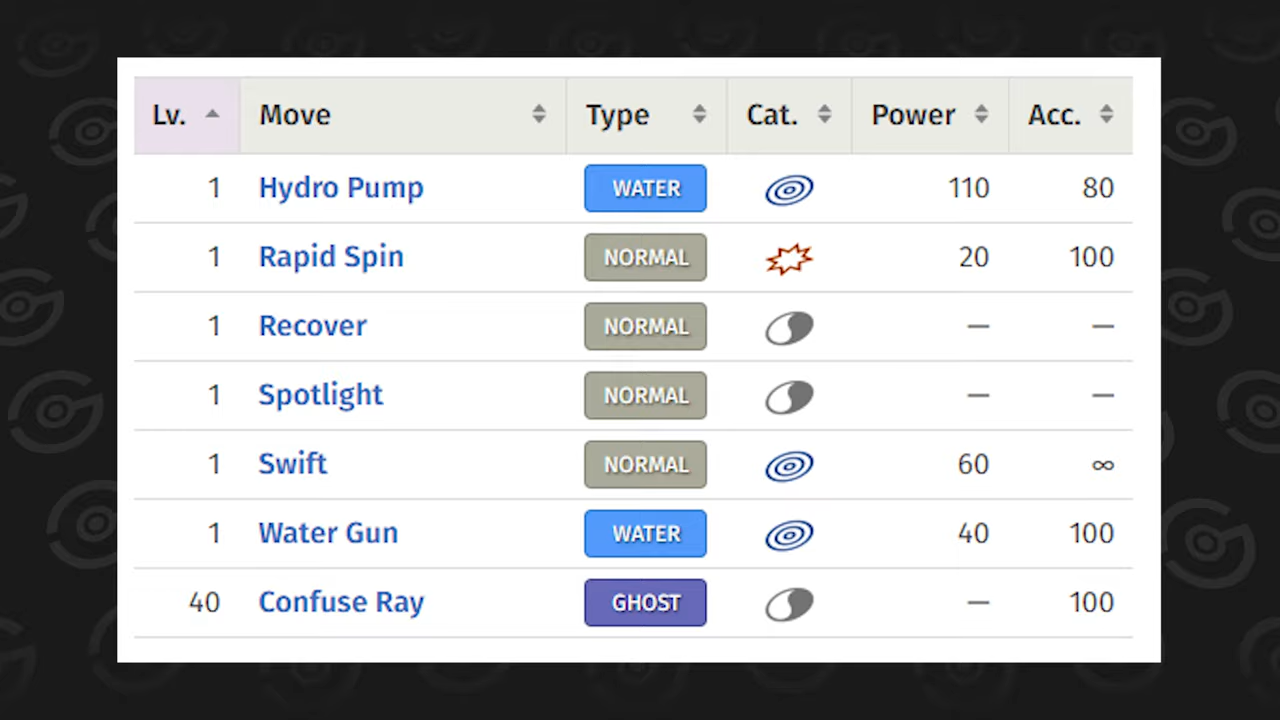 Lv. Move Type Cat. Power Acc.
1 Hydro Pump WATER 110 80
1 Rapid Spin NORMAL 20 100
1 Recover NORMAL — —
1 Spotlight NORMAL — —
1 Swift NORMAL 60 ∞
1 Water Gun WATER 40 100
40 Confuse Ray GHOST — 100